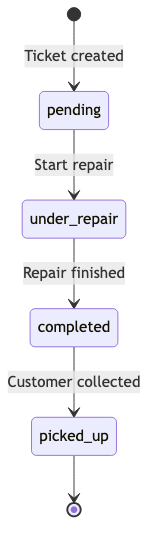 Ticket created
pending
Start repair
under_repair
Repair finished
completed
Customer collected
picked_up